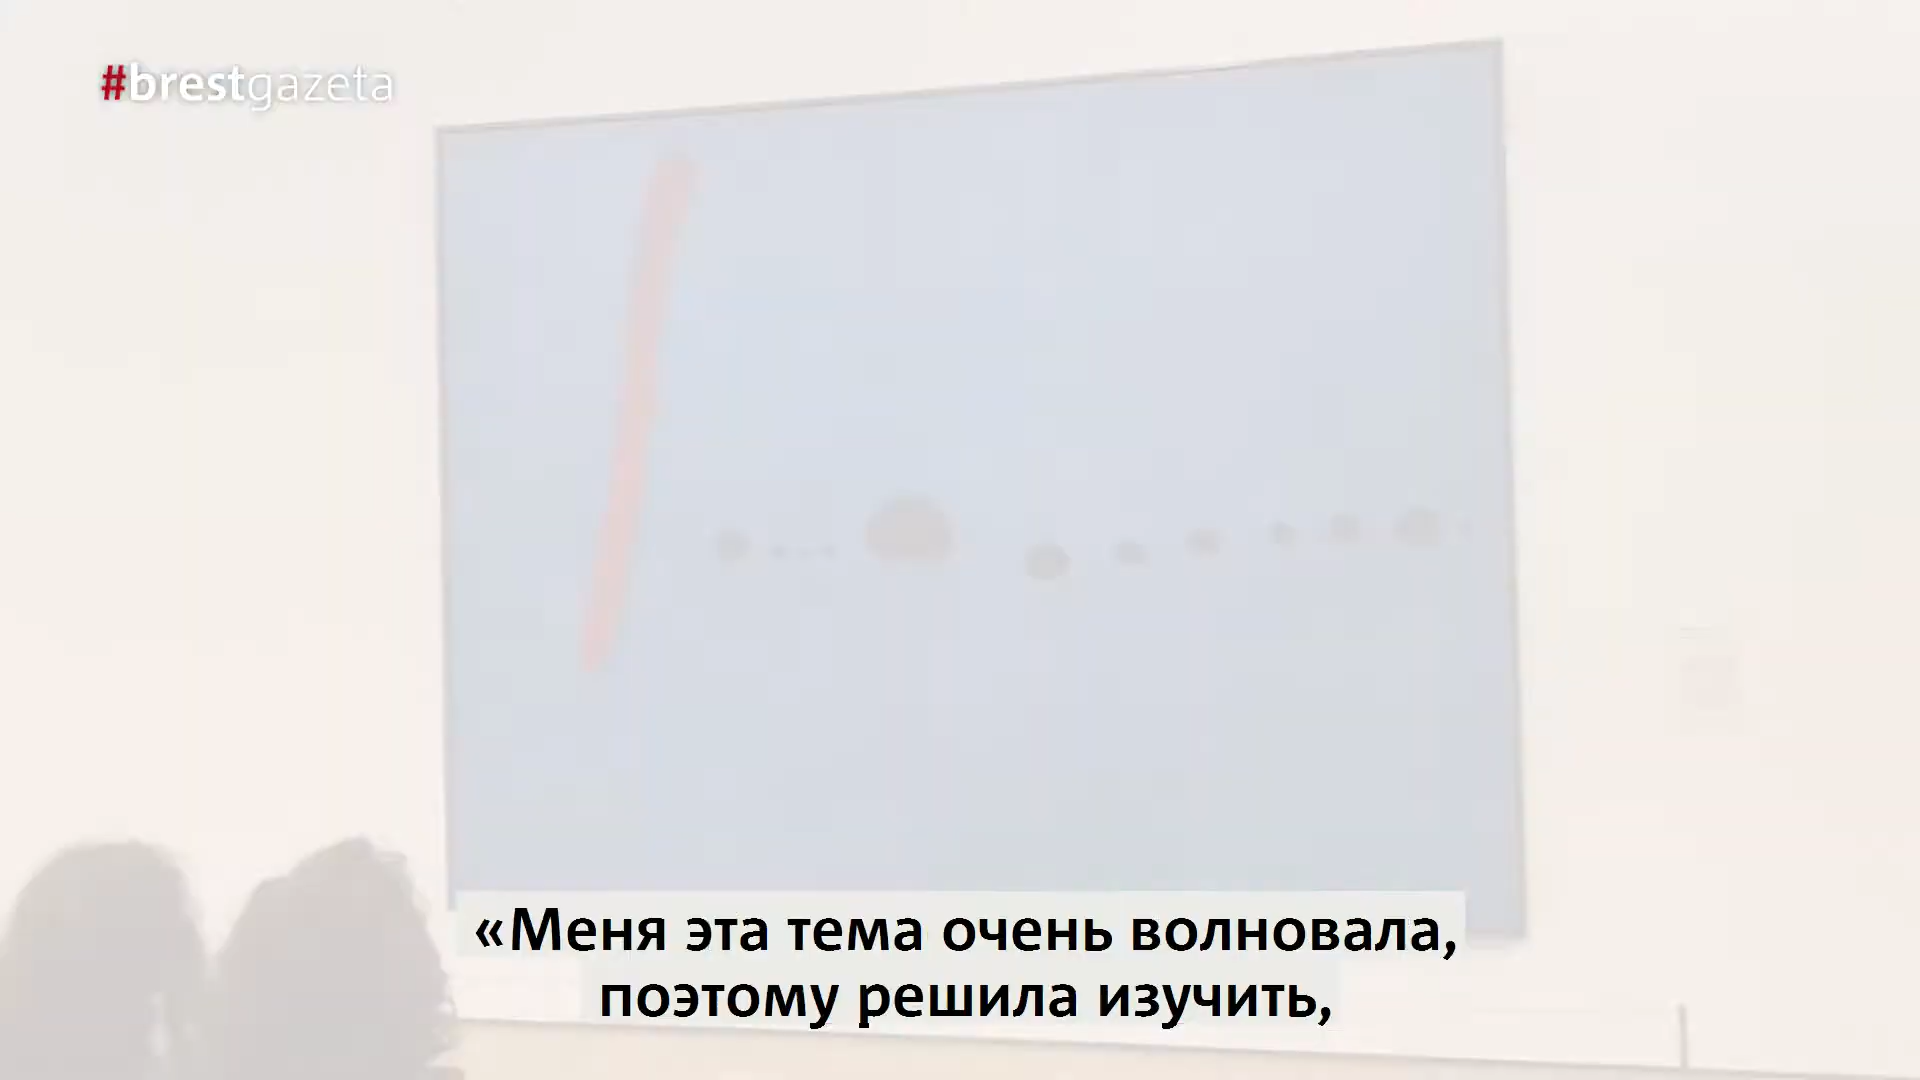 #brestgazeta
«Меня эта тема очень волновала,
поэтому решила изучить,